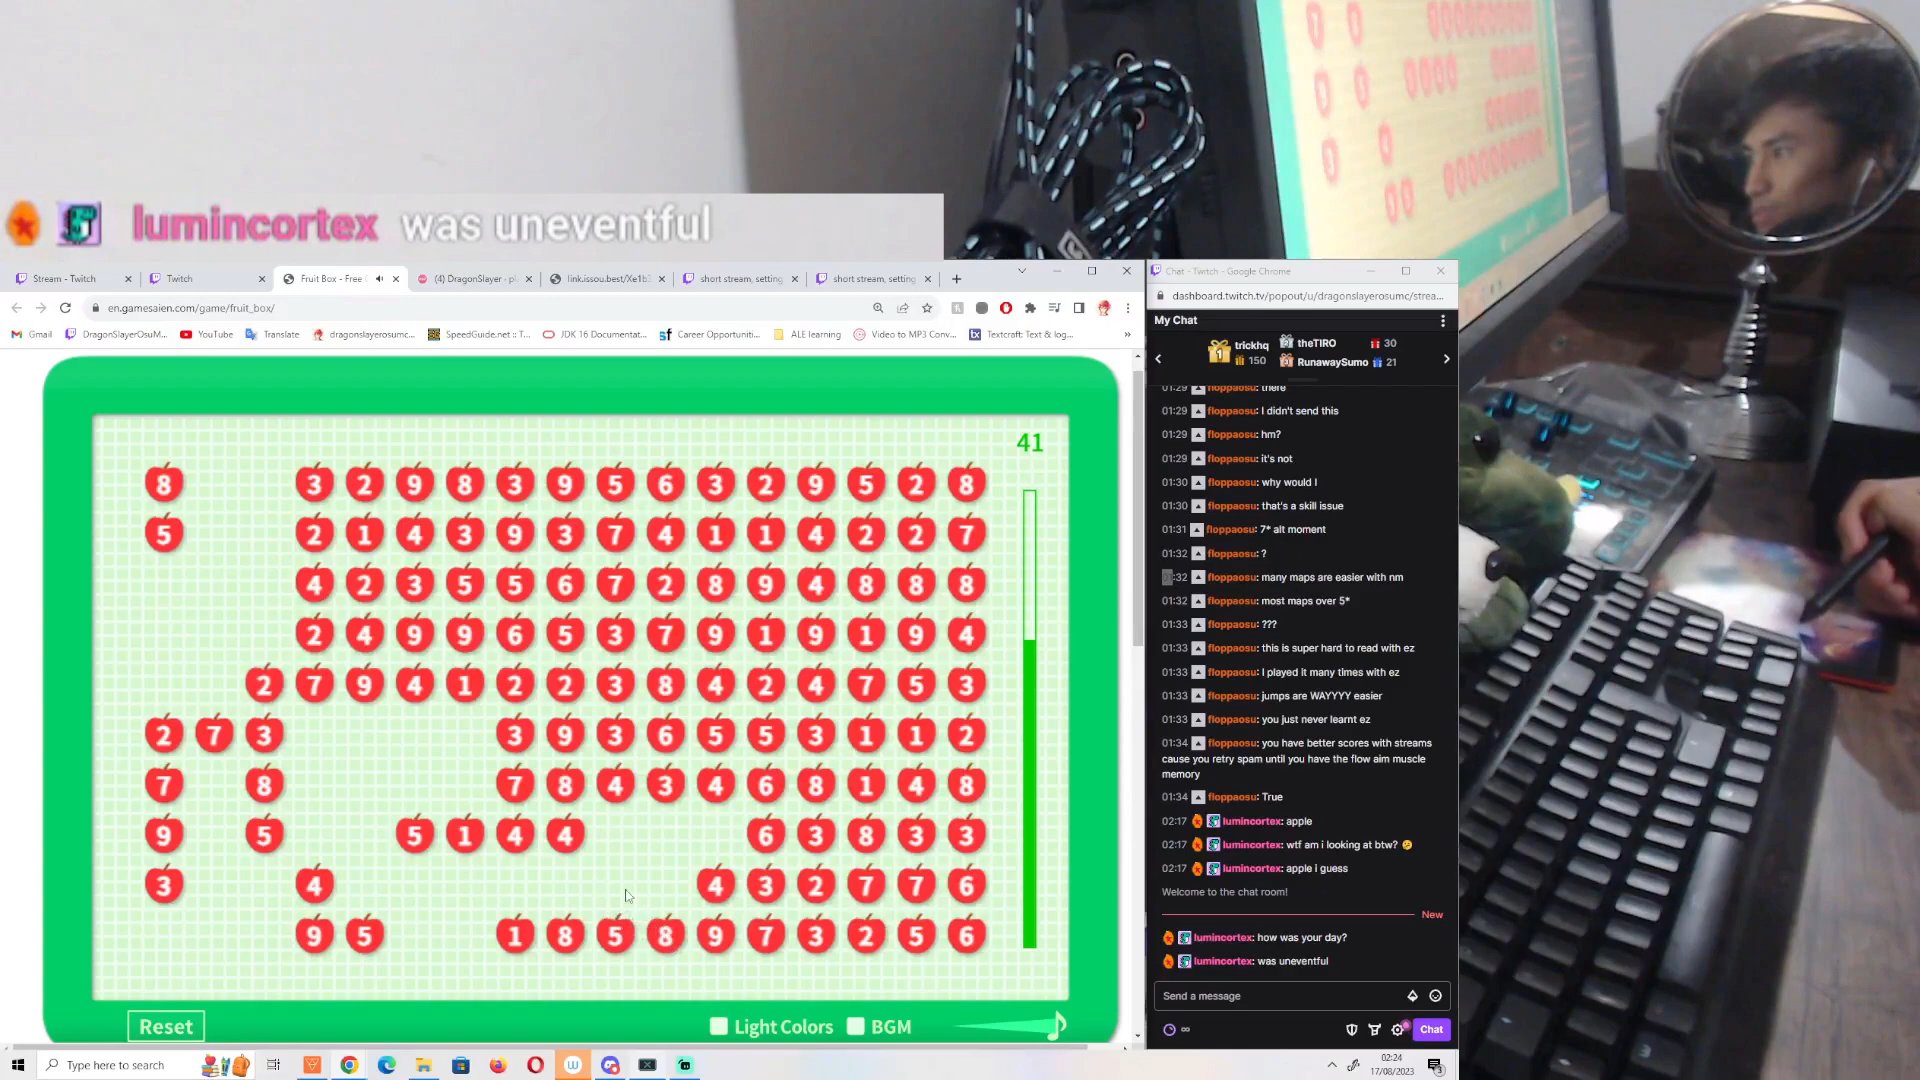 lumincortex was uneventful
Stream - Twitch
Twitch
Fruit Box - Free
(4) DragonSlayer - pl
link.issou.best/Xe1b
short stream, setting
short stream, setting
en.gamesaien.com/game/fruit_box/
Gmail
DragonSlayerOsuM...
YouTube
Translate
dragonslayerosumc...
SpeedGuide.net :: T...
JDK 16 Documentat...
Career Opportuniti...
ALE learning
Video to MP3 Conv...
Textcraft: Text & log...
»
41
8 3 2 9 8 3 9 5 6 3 2 9 5 2 8
5 2 1 4 3 9 3 7 4 1 1 4 2 2 7
4 2 3 5 5 6 7 2 8 9 4 8 8 8
2 4 9 9 6 5 3 7 9 1 9 1 9 4
2 7 9 4 1 2 2 3 8 4 2 4 7 5 3
2 7 3 3 9 3 6 5 5 3 1 1 2
7 8 7 8 4 3 4 6 8 1 4 8
9 5 5 1 4 4 6 3 8 3 3
3 4 4 3 2 7 7 6
9 5 1 8 5 8 9 7 3 2 5 6
Reset
Light Colors
BGM
Chat - Twitch - Google Chrome
dashboard.twitch.tv/popout/u/dragonslayerosumc/strea...
My Chat
1 trickhq
150
theTIRO 30
RunawaySumo 21
01:29 floppaosu: there
01:29 floppaosu: I didn't send this
01:29 floppaosu: hm?
01:29 floppaosu: it's not
01:30 floppaosu: why would I
01:30 floppaosu: that's a skill issue
01:31 floppaosu: 7* alt moment
01:32 floppaosu: ?
01:32 floppaosu: many maps are easier with nm
01:32 floppaosu: most maps over 5*
01:33 floppaosu: ???
01:33 floppaosu: this is super hard to read with ez
01:33 floppaosu: I played it many times with ez
01:33 floppaosu: jumps are WAYYYY easier
01:33 floppaosu: you just never learnt ez
01:34 floppaosu: you have better scores with streams
cause you retry spam until you have the flow aim muscle
memory
01:34 floppaosu: True
02:17 lumincortex: apple
02:17 lumincortex: wtf am i looking at btw?
02:17 lumincortex: apple i guess
Welcome to the chat room!
New
lumincortex: how was your day?
lumincortex: was uneventful
Send a message
Chat
Type here to search
02:24
17/08/2023